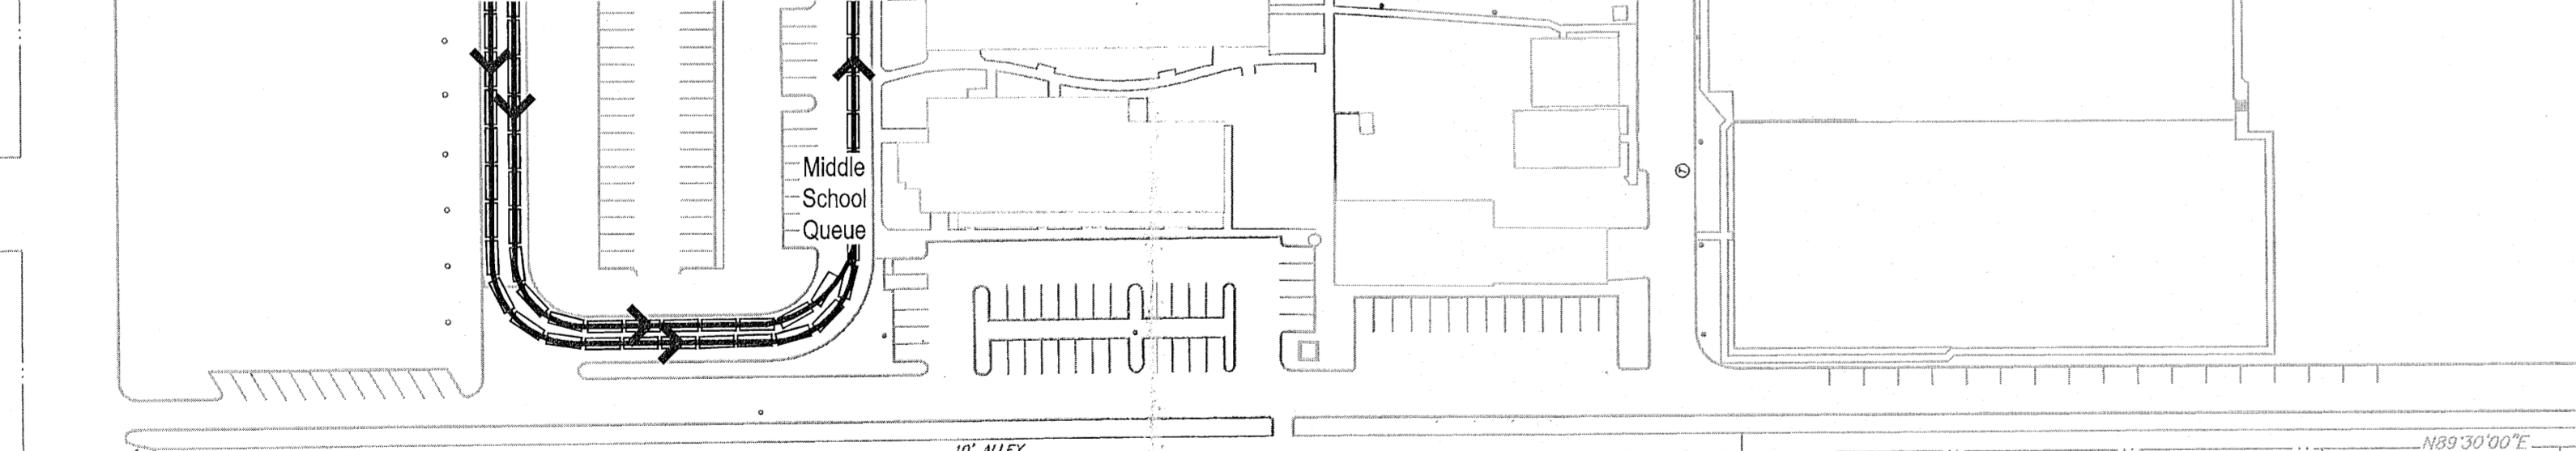 Middle
School
Queue
T
10' ALLEY
N89°30'00"E